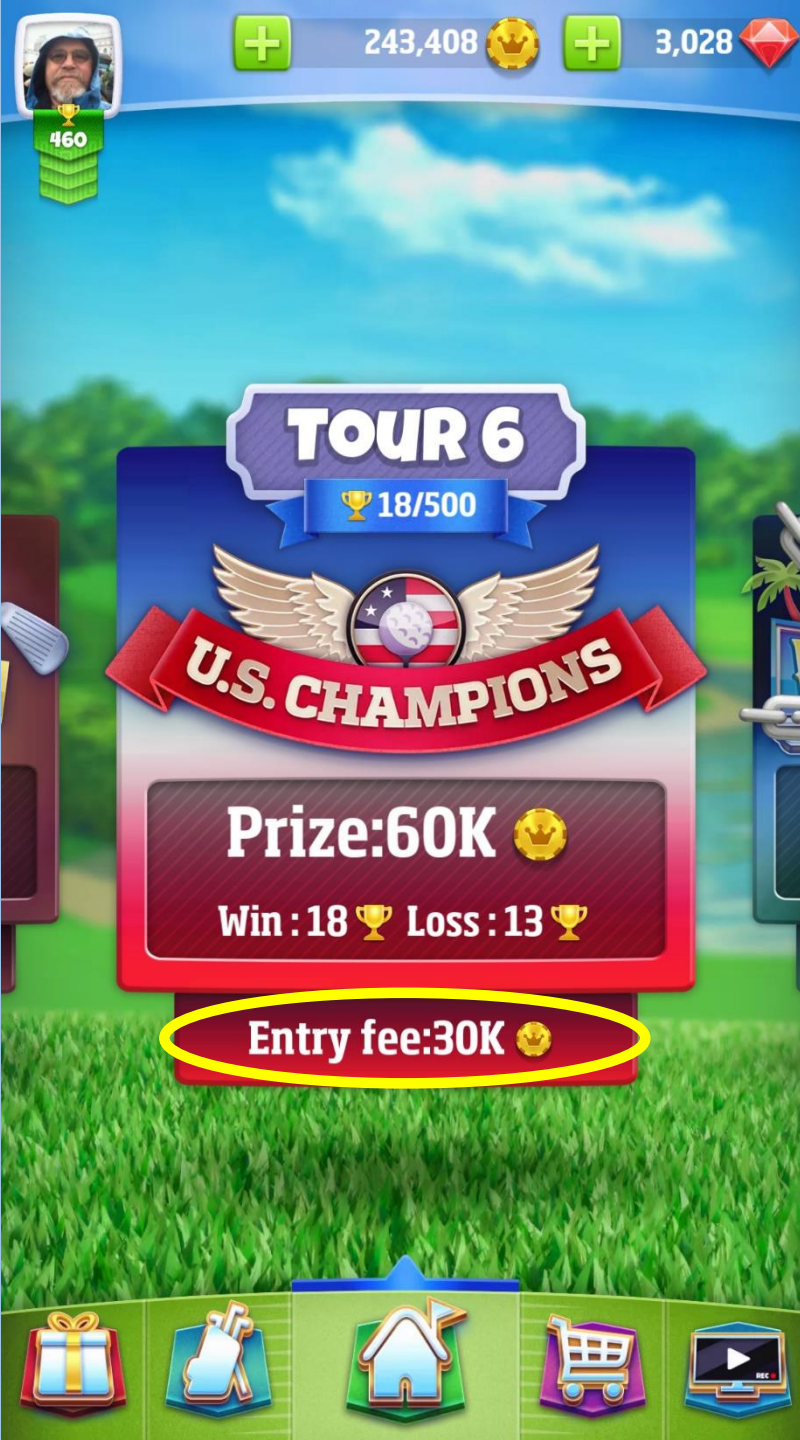 243,408
3,028
460
TOUR 6
18/500
U.S. CHAMPIONS
Prize:60K
Win : 18 Loss : 13
Entry fee:30K
REC